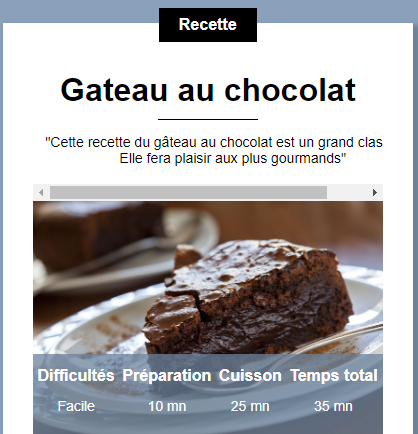 Recette
Gateau au chocolat
"Cette recette du gâteau au chocolat est un grand clas
Elle fera plaisir aux plus gourmands"
Difficultés Préparation Cuisson Temps total
Facile 10 mn 25 mn 35 mn